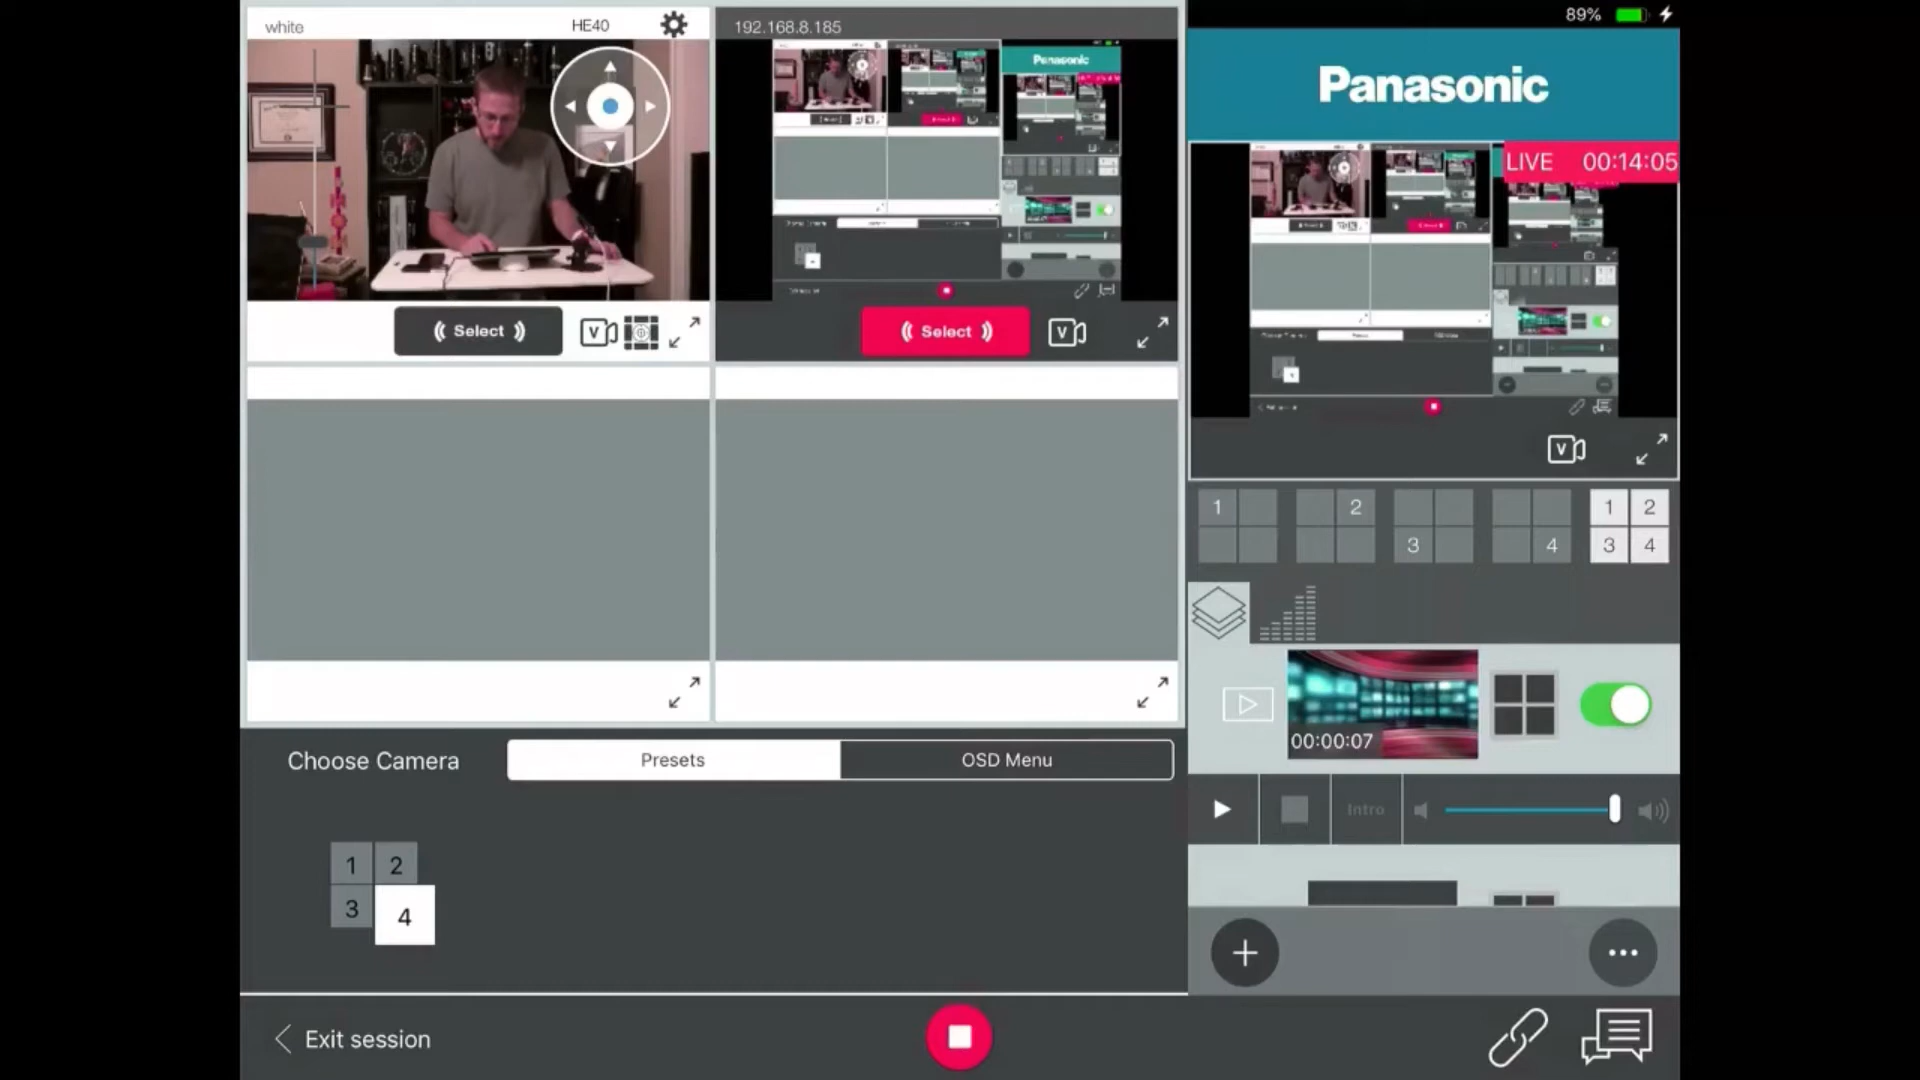 white
HE40
192.168.8.185
89%
Panasonic
Panasonic
LIVE 00:14:05
Select
V
Select
V
V
1
2
3
4
1 2
3 4
00:00:07
Choose Camera
Presets
OSD Menu
Intro
1 2
3 4
Exit session